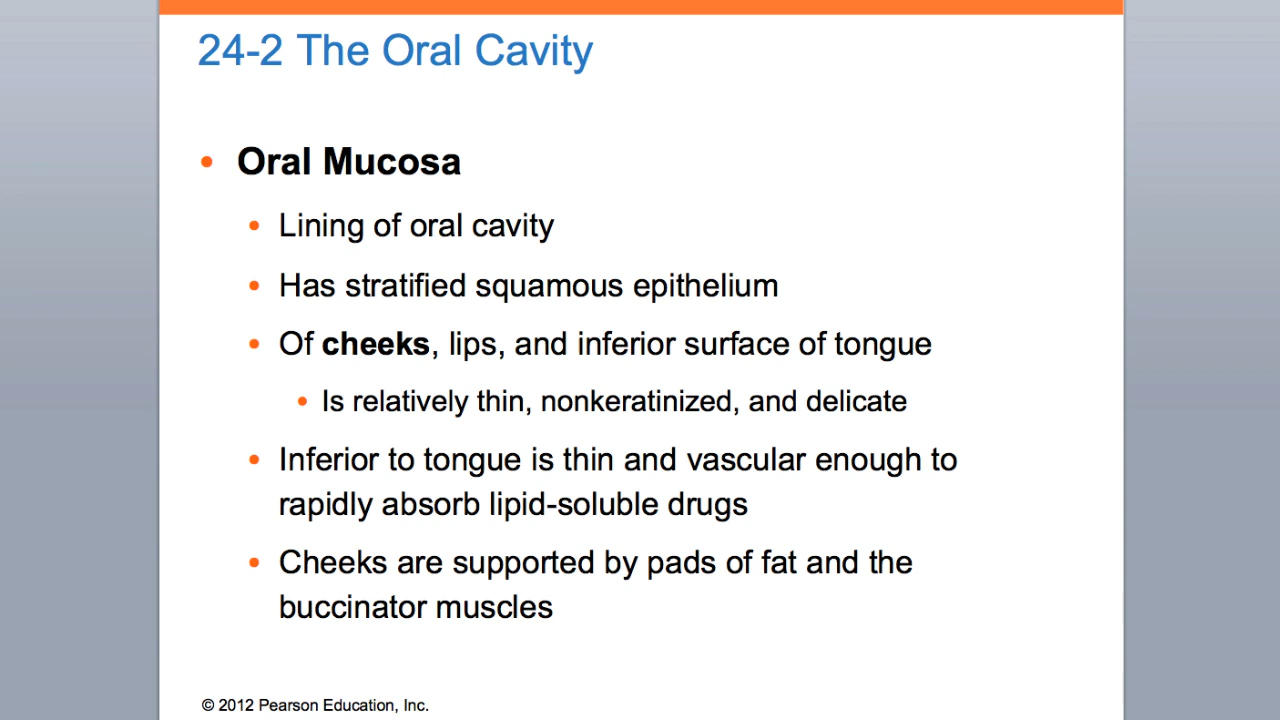 24-2 The Oral Cavity
• Oral Mucosa
• Lining of oral cavity
• Has stratified squamous epithelium
• Of cheeks, lips, and inferior surface of tongue
• Is relatively thin, nonkeratinized, and delicate
• Inferior to tongue is thin and vascular enough to
rapidly absorb lipid-soluble drugs
• Cheeks are supported by pads of fat and the
buccinator muscles
© 2012 Pearson Education, Inc.